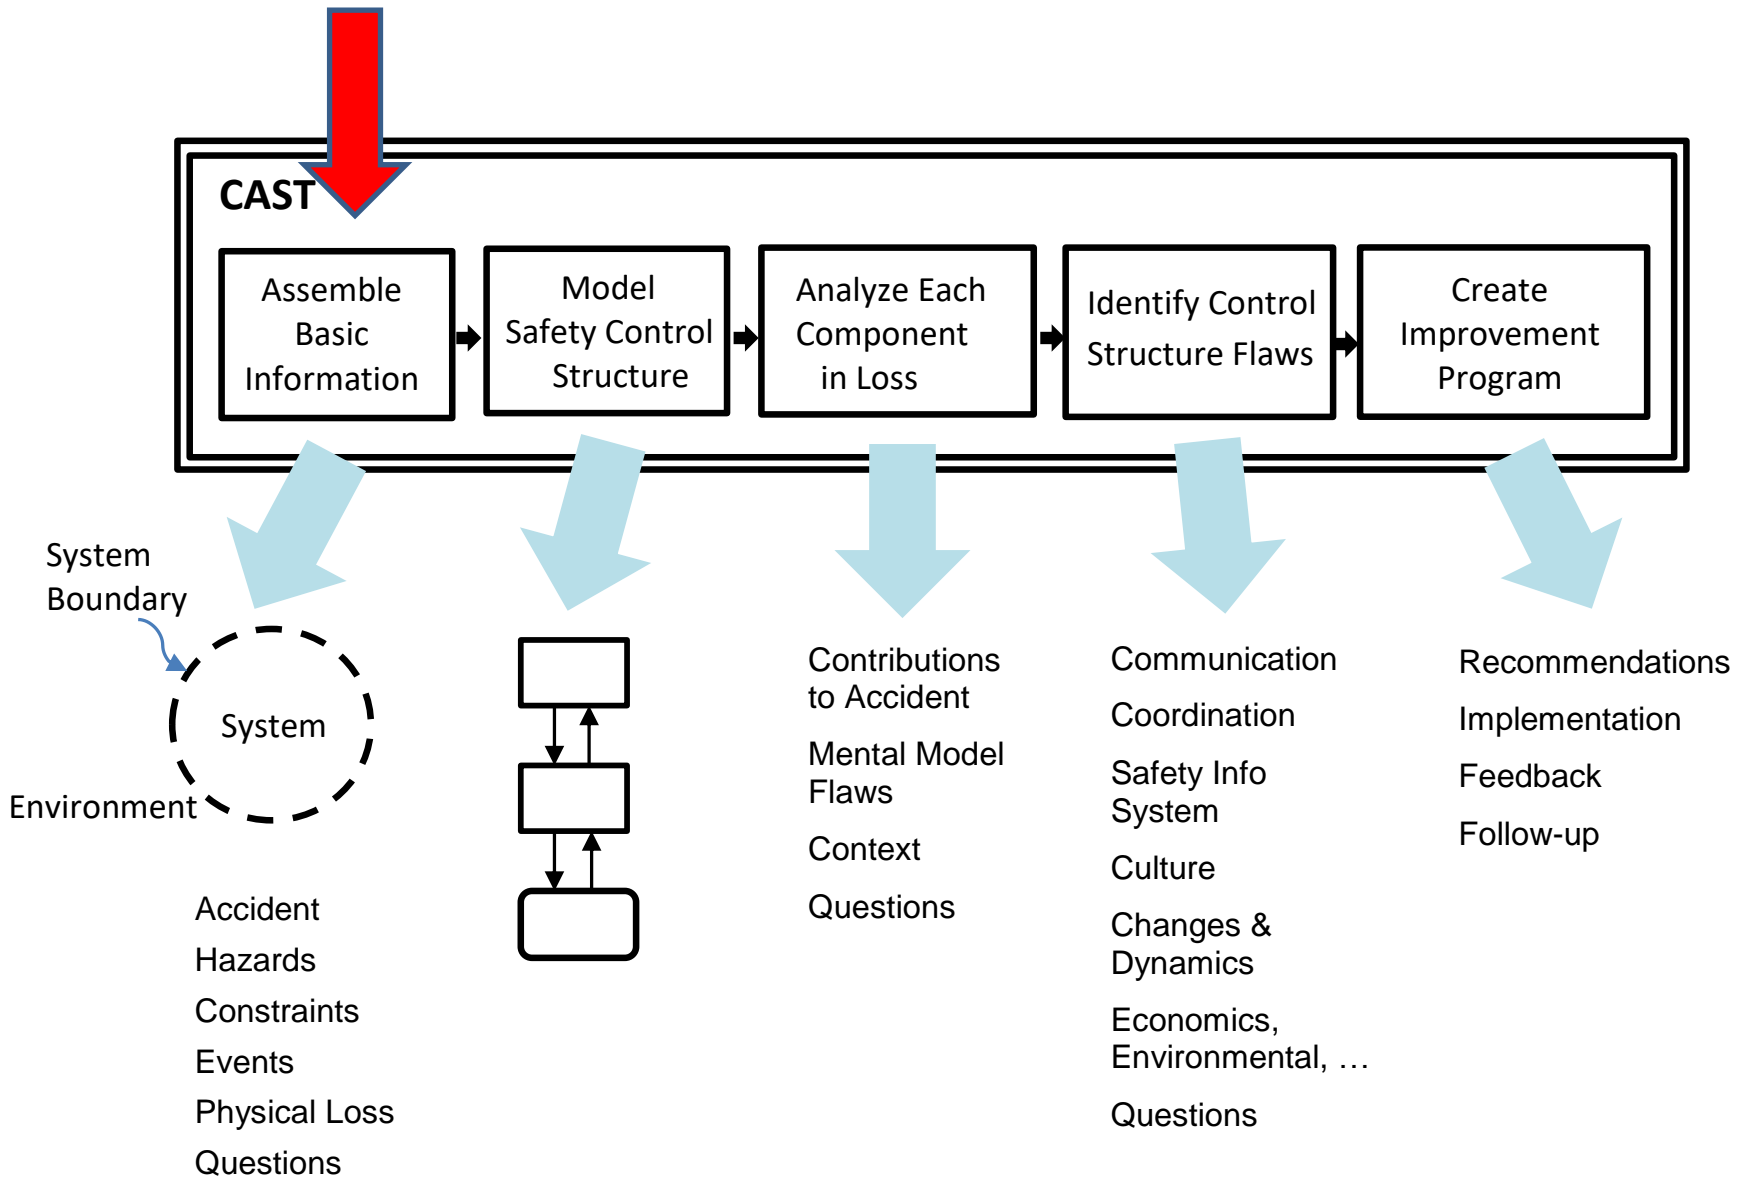 CAST
Assemble
Basic
Information
Model
Safety Control
Structure
Analyze Each
Component
in Loss
Identify Control
Structure Flaws
Create
Improvement
Program
System
Boundary
System
Environment
Accident
Hazards
Constraints
Events
Physical Loss
Questions
Contributions
to Accident
Mental Model
Flaws
Context
Questions
Communication
Coordination
Safety Info
System
Culture
Changes &
Dynamics
Economics,
Environmental, …
Questions
Recommendations
Implementation
Feedback
Follow-up